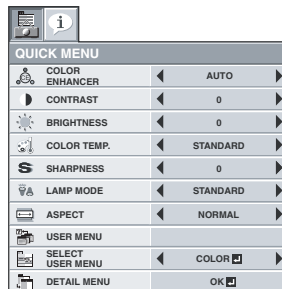 QUICK MENU
COLOR ENHANCER AUTO
CONTRAST 0
BRIGHTNESS 0
COLOR TEMP. STANDARD
SHARPNESS 0
LAMP MODE STANDARD
ASPECT NORMAL
USER MENU
SELECT USER MENU COLOR
DETAIL MENU OK